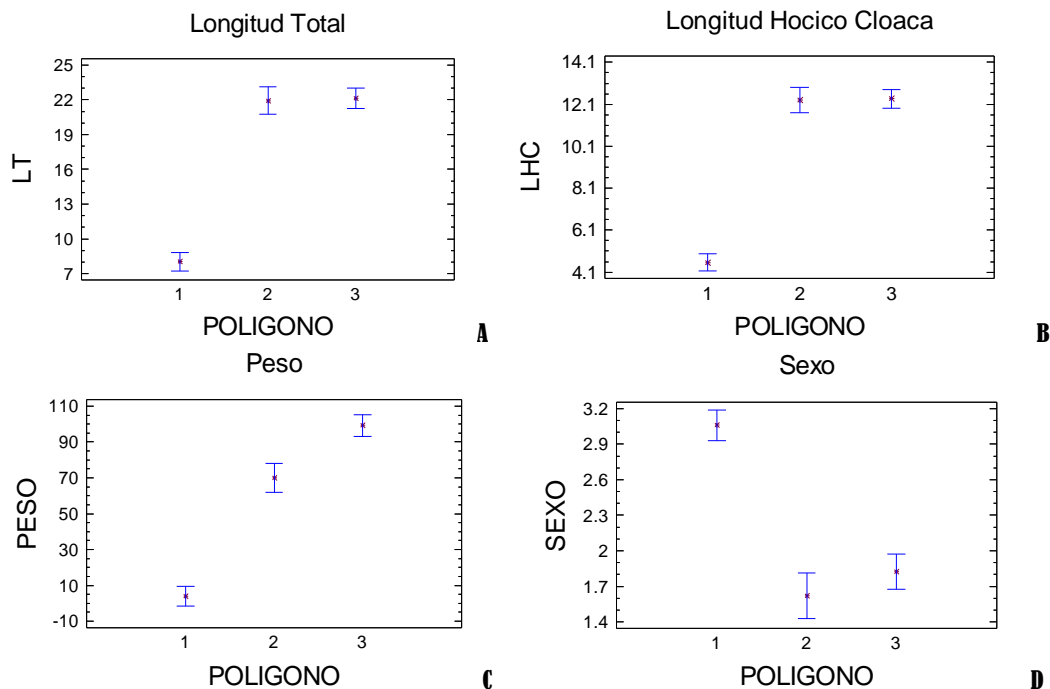 Longitud Total
25
22
19
16
13
10
7
LT
1 2 3
POLIGONO
A
Longitud Hocico Cloaca
14.1
12.1
10.1
8.1
6.1
4.1
LHC
1 2 3
POLIGONO
B
Peso
110
90
70
50
30
10
-10
PESO
1 2 3
POLIGONO
C
Sexo
3.2
2.9
2.6
2.3
2
1.7
1.4
SEXO
1 2 3
POLIGONO
D